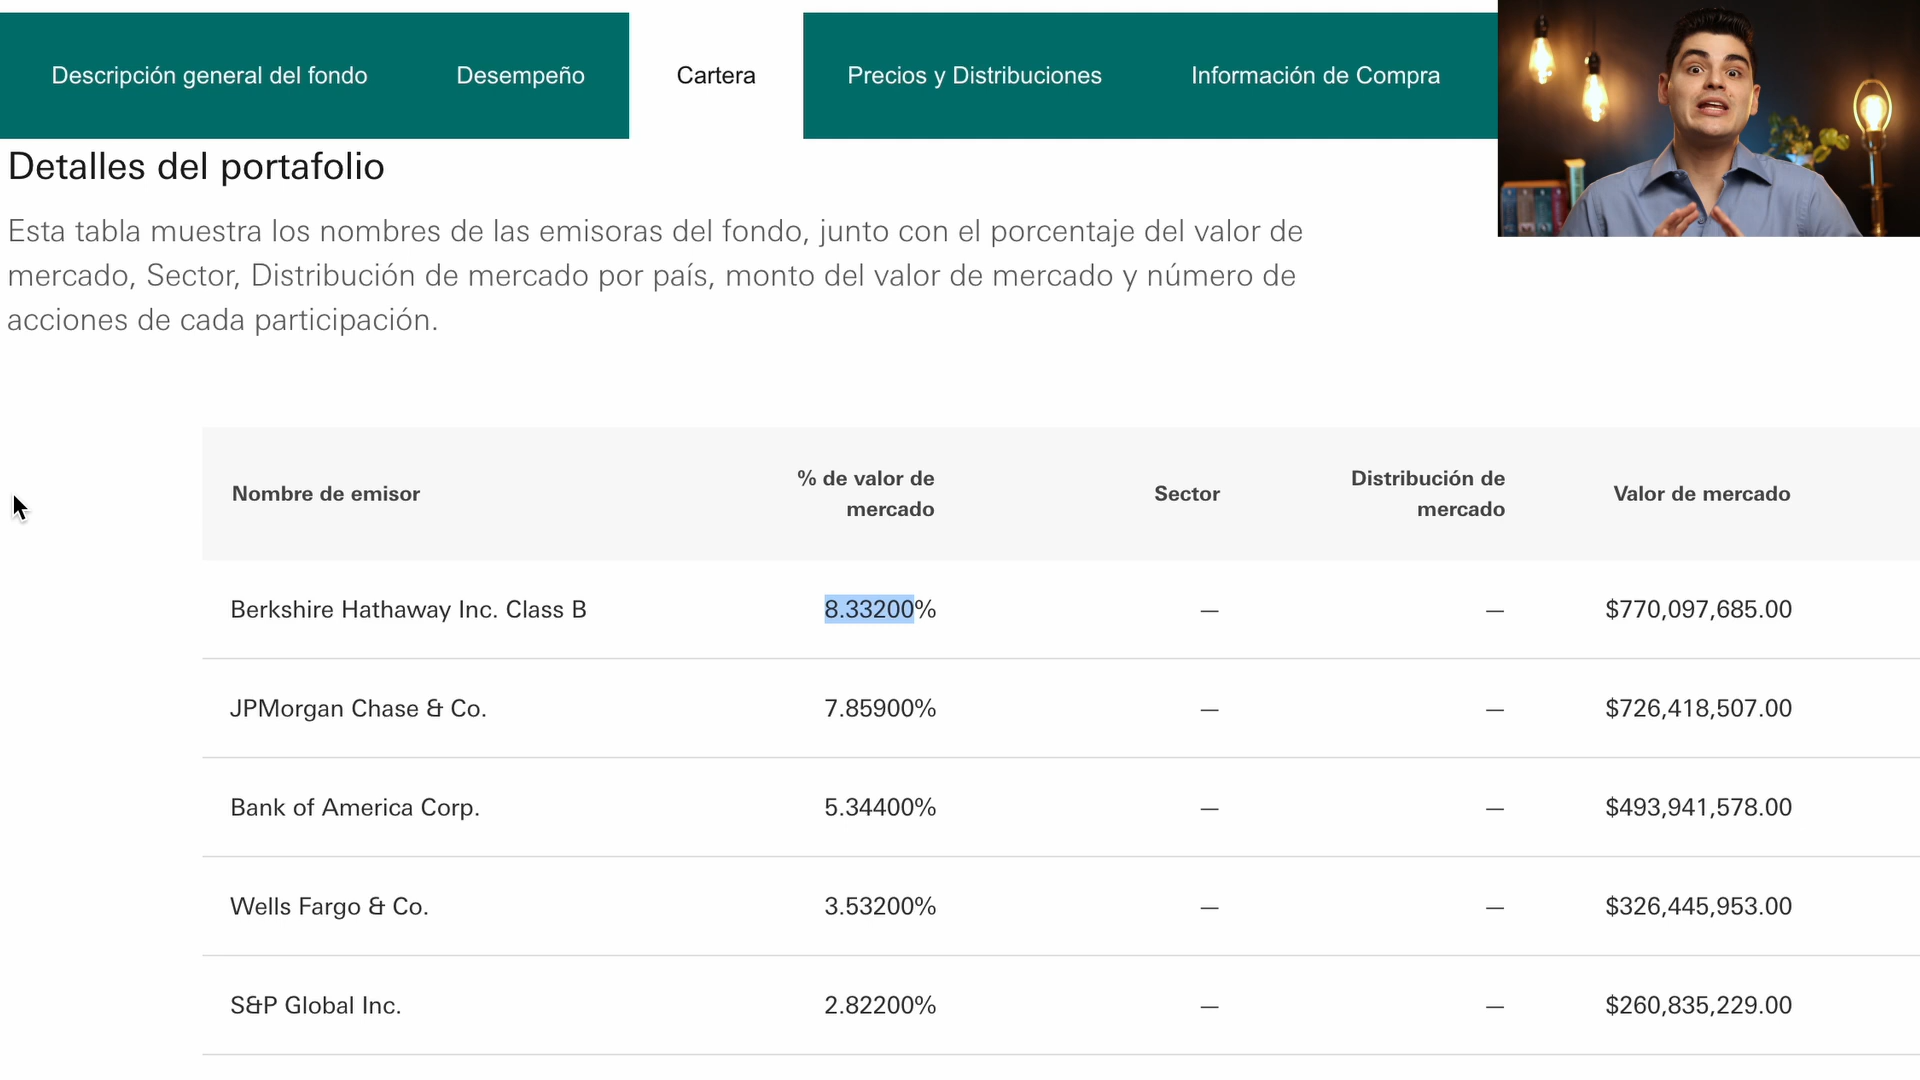 Descripción general del fondo
Desempeño
Cartera
Precios y Distribuciones
Información de Compra
Detalles del portafolio
Esta tabla muestra los nombres de las emisoras del fondo, junto con el porcentaje del valor de
mercado, Sector, Distribución de mercado por país, monto del valor de mercado y número de
acciones de cada participación.
Nombre de emisor
% de valor de
mercado
Sector
Distribución de
mercado
Valor de mercado
Berkshire Hathaway Inc. Class B 8.33200% — — $770,097,685.00
JPMorgan Chase & Co. 7.85900% — — $726,418,507.00
Bank of America Corp. 5.34400% — — $493,941,578.00
Wells Fargo & Co. 3.53200% — — $326,445,953.00
S&P Global Inc. 2.82200% — — $260,835,229.00